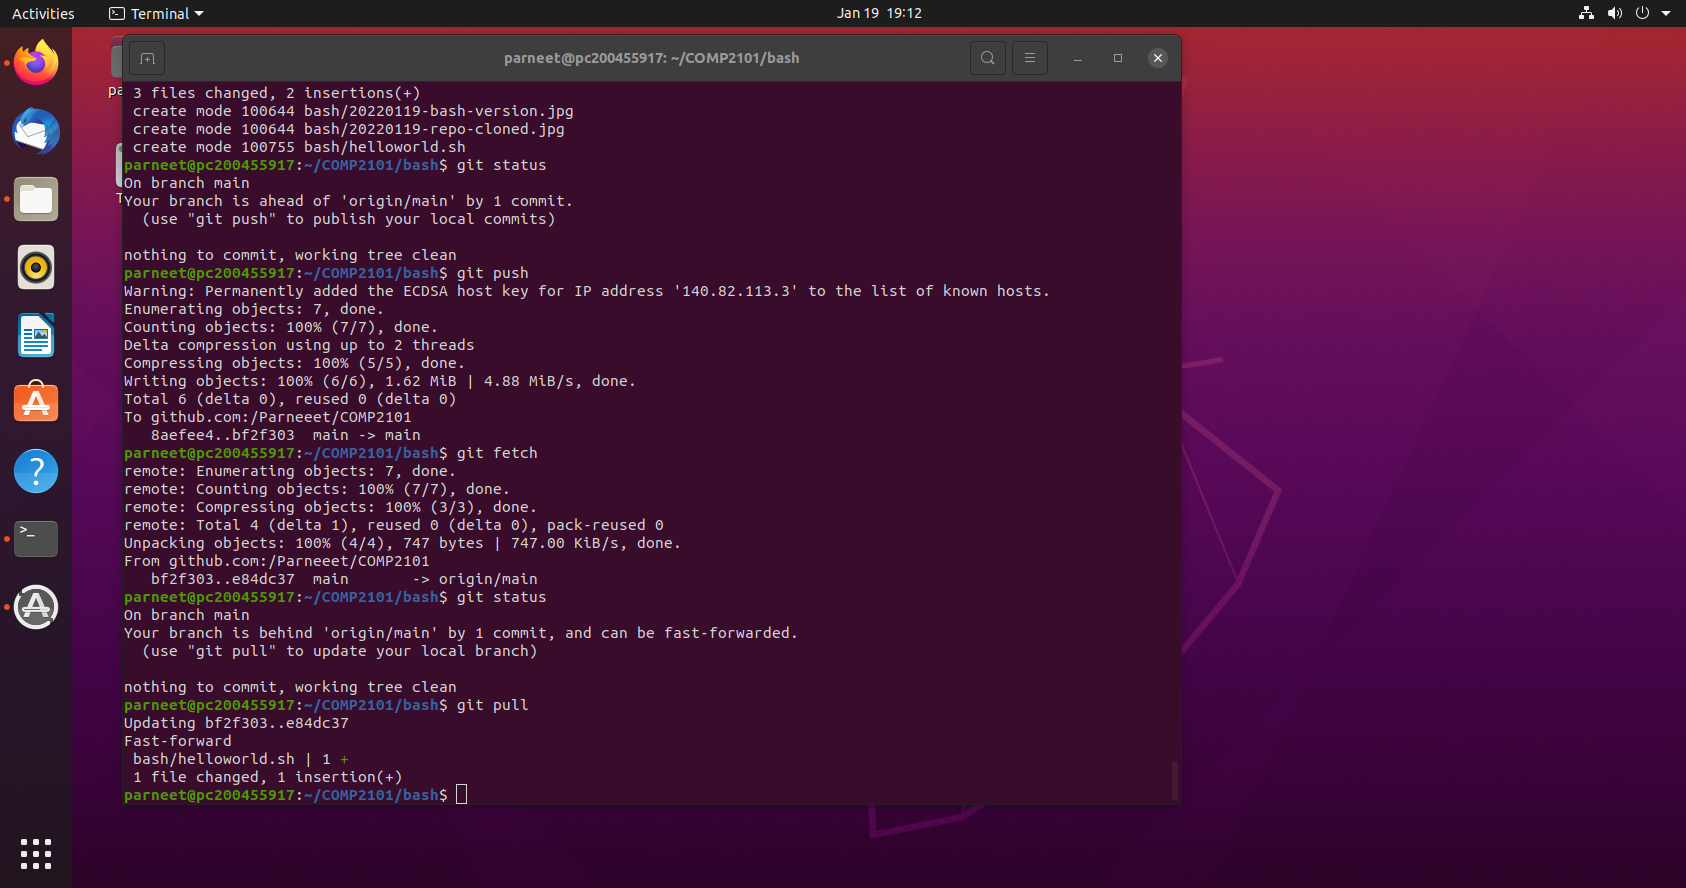 Activities
Terminal
Jan 19 19:12
parneet@pc200455917: ~/COMP2101/bash
 3 files changed, 2 insertions(+)
 create mode 100644 bash/20220119-bash-version.jpg
 create mode 100644 bash/20220119-repo-cloned.jpg
 create mode 100755 bash/helloworld.sh
parneet@pc200455917:~/COMP2101/bash$ git status
On branch main
Your branch is ahead of 'origin/main' by 1 commit.
  (use "git push" to publish your local commits)
nothing to commit, working tree clean
parneet@pc200455917:~/COMP2101/bash$ git push
Warning: Permanently added the ECDSA host key for IP address '140.82.113.3' to the list of known hosts.
Enumerating objects: 7, done.
Counting objects: 100% (7/7), done.
Delta compression using up to 2 threads
Compressing objects: 100% (5/5), done.
Writing objects: 100% (6/6), 1.62 MiB | 4.88 MiB/s, done.
Total 6 (delta 0), reused 0 (delta 0)
To github.com:/Parneeet/COMP2101
   8aefee4..bf2f303  main -> main
parneet@pc200455917:~/COMP2101/bash$ git fetch
remote: Enumerating objects: 7, done.
remote: Counting objects: 100% (7/7), done.
remote: Compressing objects: 100% (3/3), done.
remote: Total 4 (delta 1), reused 0 (delta 0), pack-reused 0
Unpacking objects: 100% (4/4), 747 bytes | 747.00 KiB/s, done.
From github.com:/Parneeet/COMP2101
   bf2f303..e84dc37  main       -> origin/main
parneet@pc200455917:~/COMP2101/bash$ git status
On branch main
Your branch is behind 'origin/main' by 1 commit, and can be fast-forwarded.
  (use "git pull" to update your local branch)
nothing to commit, working tree clean
parneet@pc200455917:~/COMP2101/bash$ git pull
Updating bf2f303..e84dc37
Fast-forward
 bash/helloworld.sh | 1 +
 1 file changed, 1 insertion(+)
parneet@pc200455917:~/COMP2101/bash$